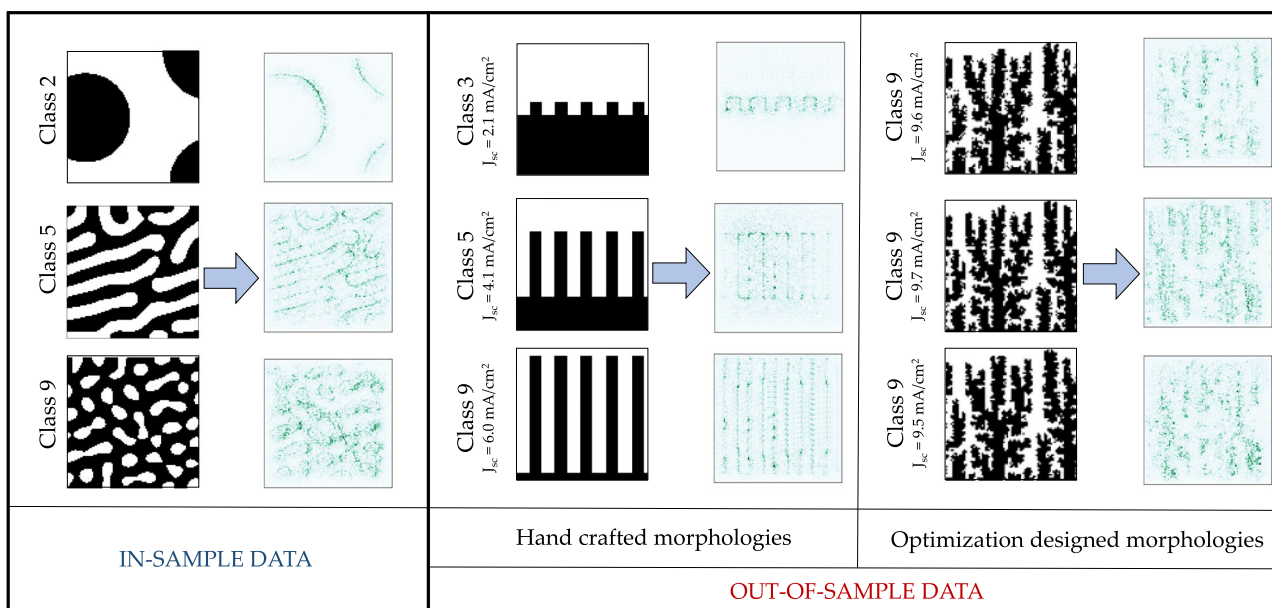 Class 2
Class 5
Class 9
IN-SAMPLE DATA
Class 3
J_sc = 2.1 mA/cm²
Class 5
J_sc = 4.1 mA/cm²
Class 9
J_sc = 6.0 mA/cm²
Hand crafted morphologies
Class 9
J_sc = 9.6 mA/cm²
Class 9
J_sc = 9.7 mA/cm²
Class 9
J_sc = 9.5 mA/cm²
Optimization designed morphologies
OUT-OF-SAMPLE DATA